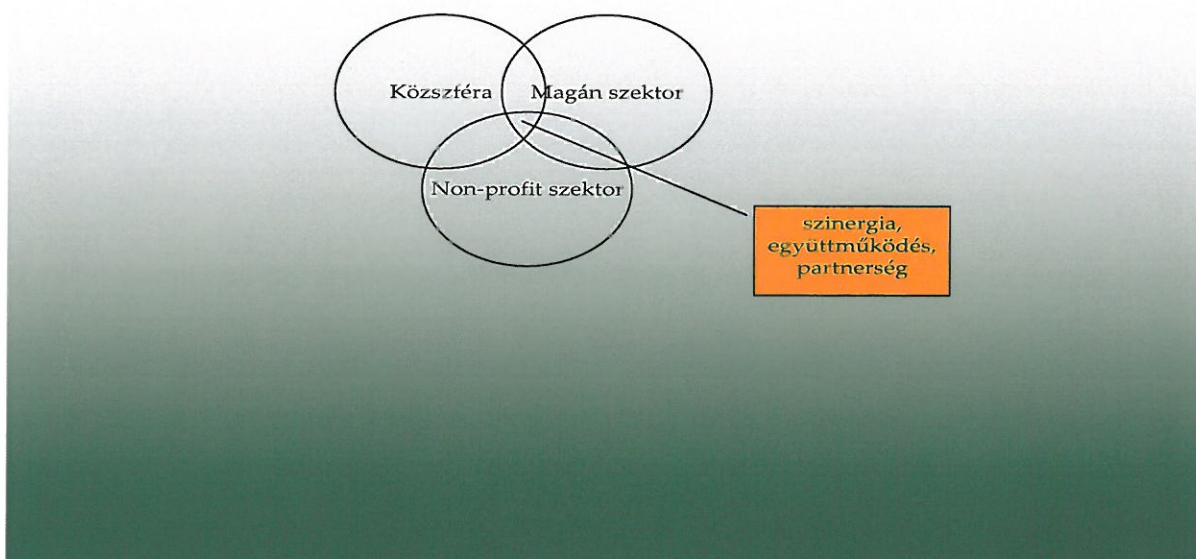 Közszféra
Magán szektor
Non-profit szektor
szinergia,
együttműködés,
partnerség